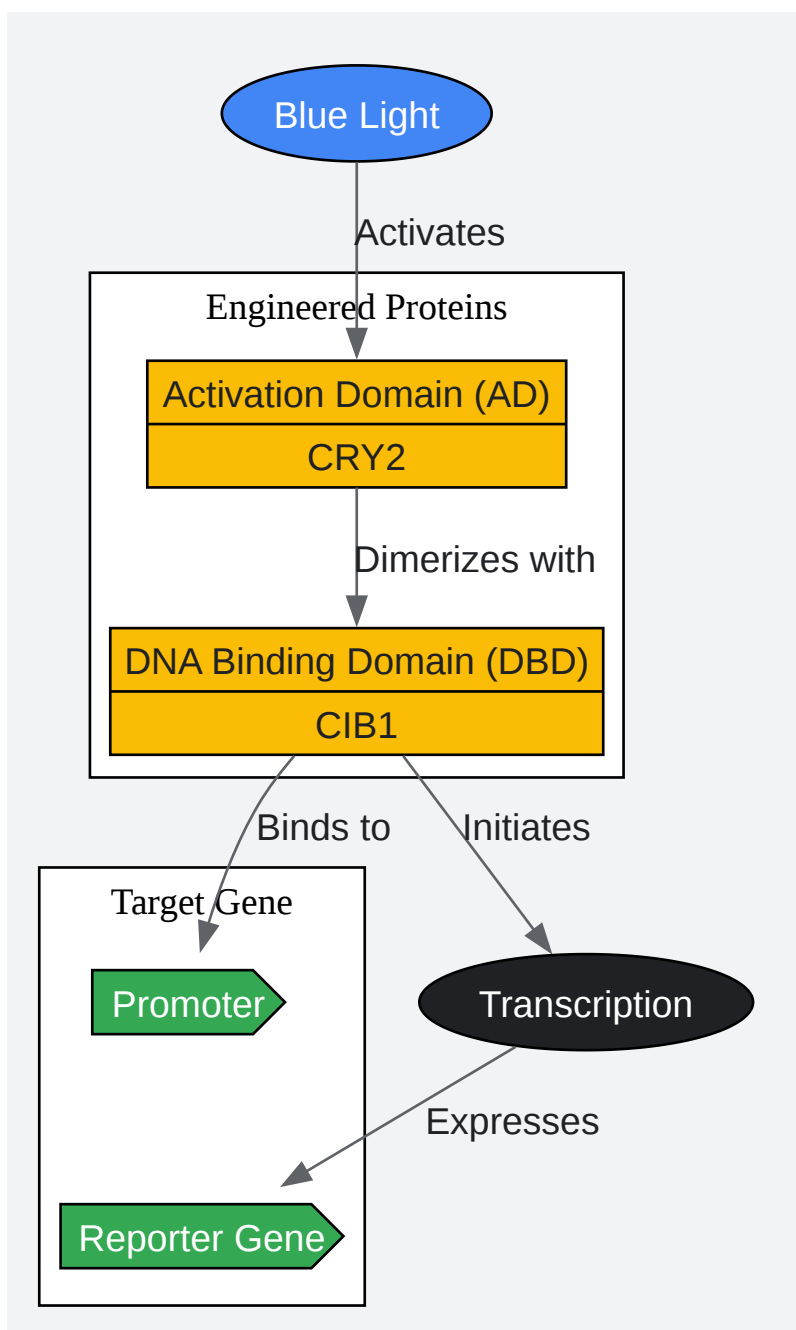 Blue Light
Activates
Engineered Proteins
Activation Domain (AD)
CRY2
Dimerizes with
DNA Binding Domain (DBD)
CIB1
Binds to
Initiates
Target Gene
Promoter
Transcription
Expresses
Reporter Gene